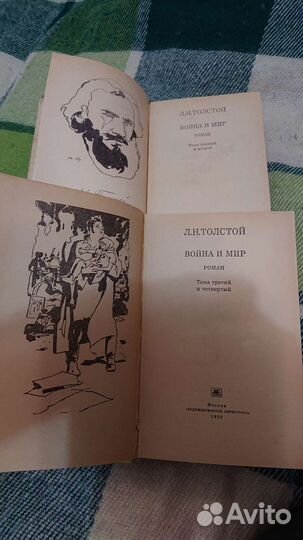 Л.Н.ТОЛСТОЙ
ВОЙНА И МИР
РОМАН
Тома первый
и второй
Л.Н.ТОЛСТОЙ
ВОЙНА И МИР
РОМАН
Тома третий
и четвертый
Москва
«ХУДОЖЕСТВЕННАЯ ЛИТЕРАТУРА»
Avito